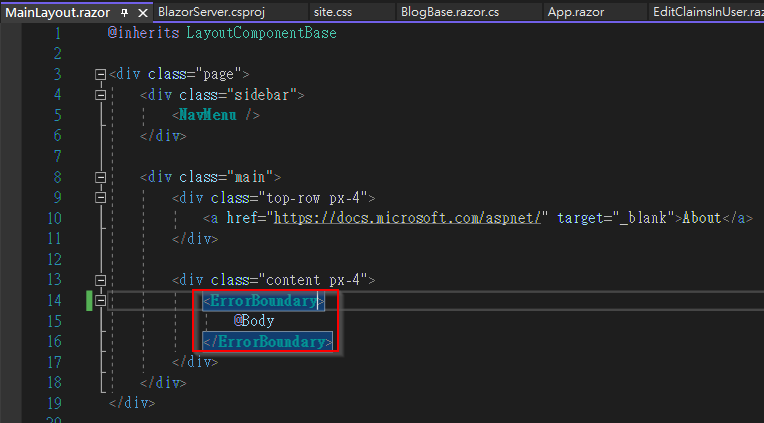 MainLayout.razor BlazorServer.csproj site.css BlogBase.razor.cs App.razor EditClaimsInUser.raz
1 @inherits LayoutComponentBase
2
3 <div class="page">
4 <div class="sidebar">
5 <NavMenu />
6 </div>
7
8 <div class="main">
9 <div class="top-row px-4">
10 <a href="https://docs.microsoft.com/aspnet/" target="_blank">About</a>
11 </div>
12
13 <div class="content px-4">
14 <ErrorBoundary>
15 @Body
16 </ErrorBoundary>
17 </div>
18 </div>
19 </div>
20